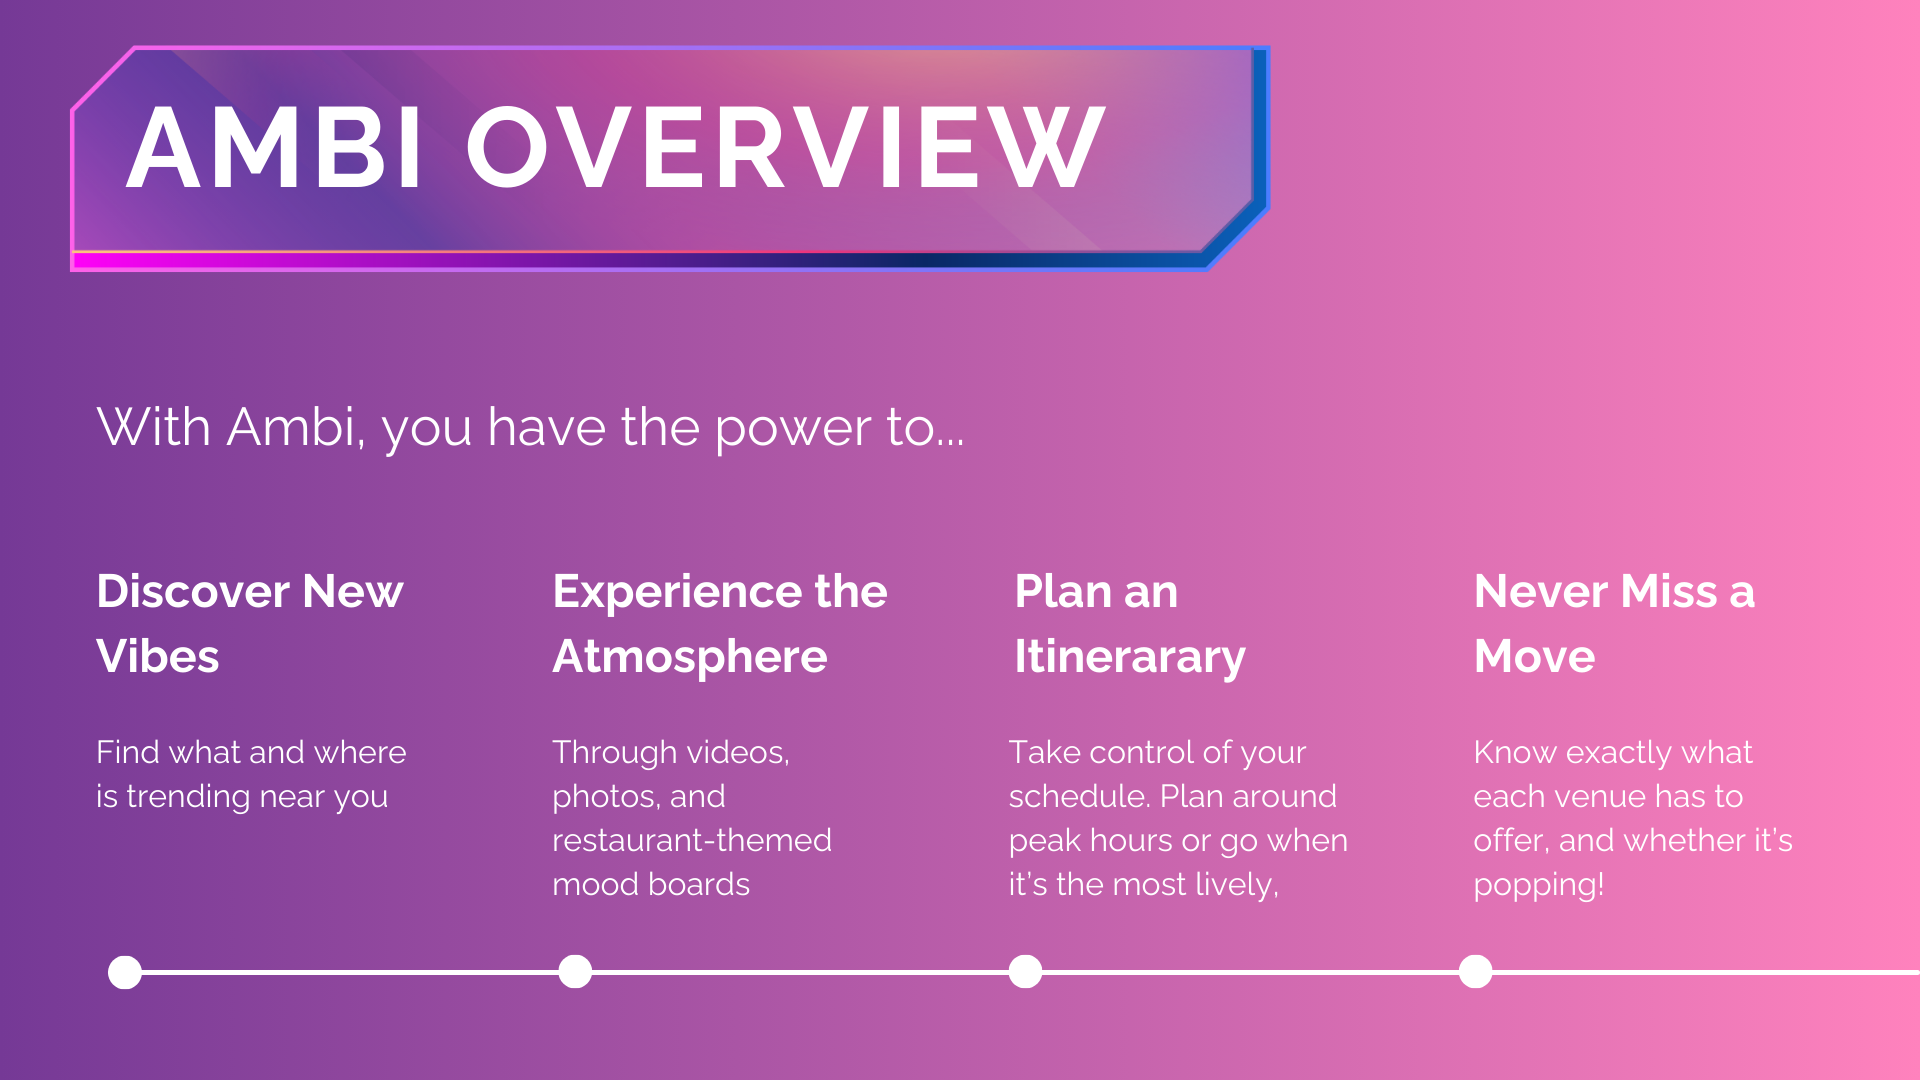 AMBI OVERVIEW
With Ambi, you have the power to...
Discover New
Vibes
Find what and where
is trending near you
Experience the
Atmosphere
Through videos,
photos, and
restaurant-themed
mood boards
Plan an
Itinerarary
Take control of your
schedule. Plan around
peak hours or go when
it's the most lively,
Never Miss a
Move
Know exactly what
each venue has to
offer, and whether it's
popping!